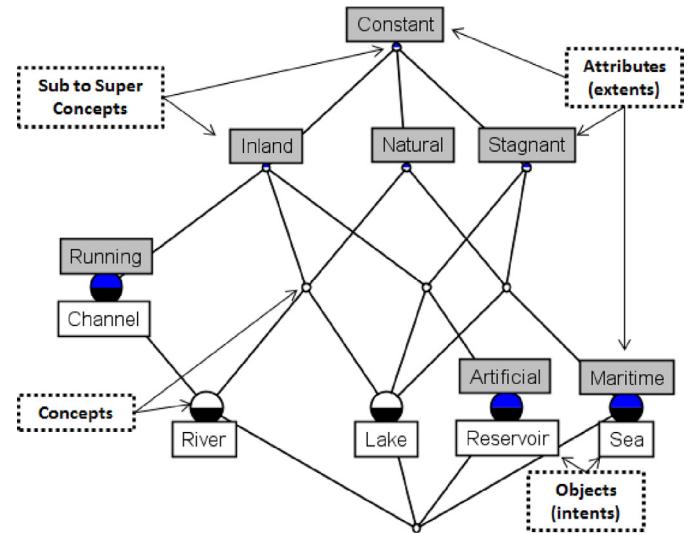 Constant
Sub to Super
Concepts
Attributes
(extents)
Inland
Natural
Stagnant
Running
Channel
Concepts
Artificial
Maritime
River
Lake
Reservoir
Sea
Objects
(intents)